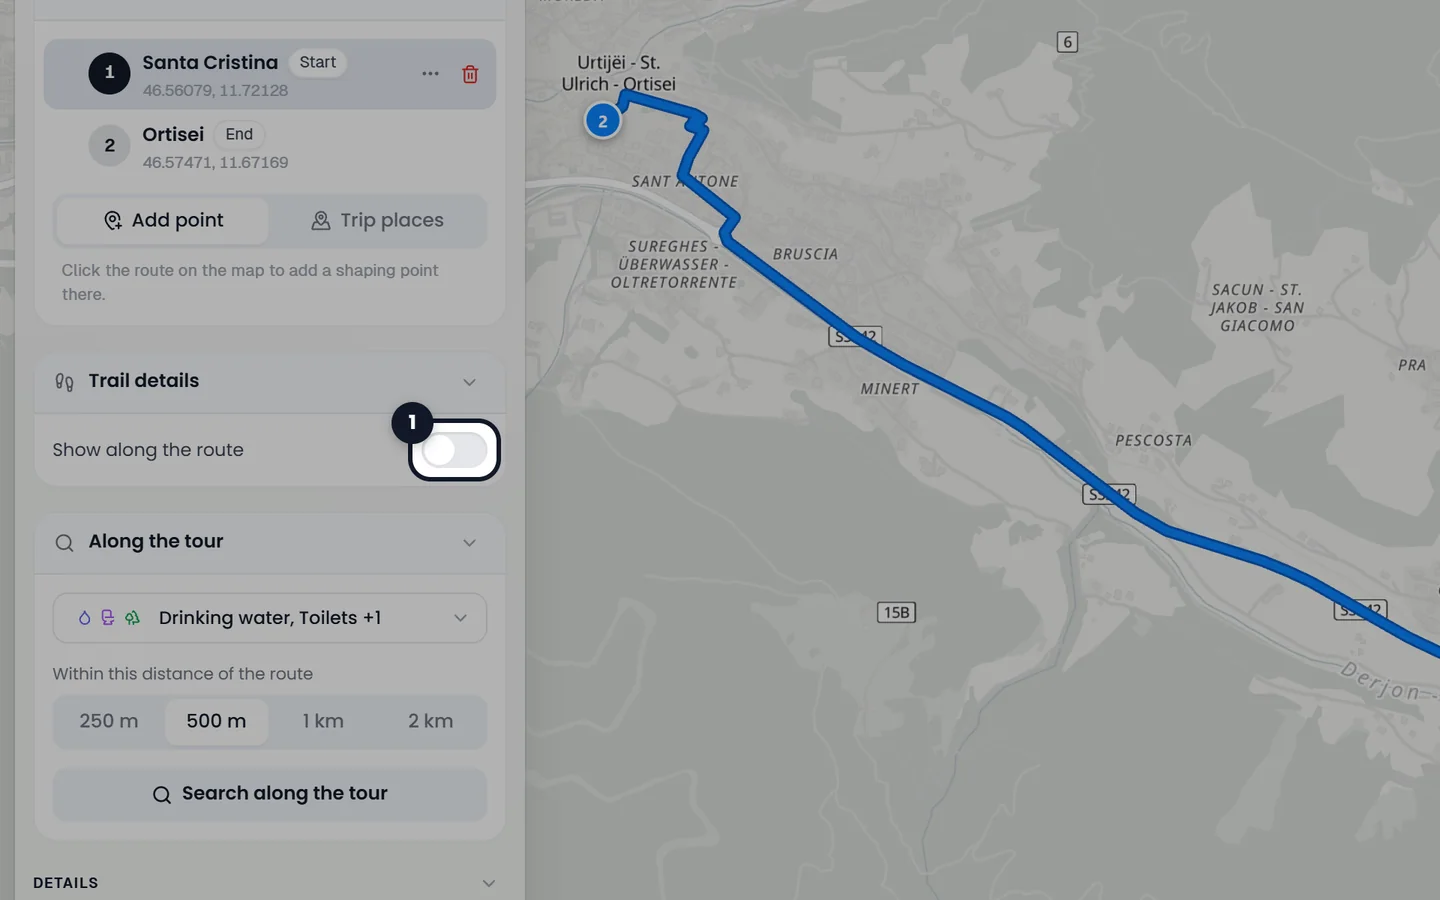 1
Santa Cristina
Start
46.56079, 11.72128
2
Ortisei
End
46.57471, 11.67169
Add point
Trip places
Click the route on the map to add a shaping point
there.
Trail details
1
Show along the route
Along the tour
Drinking water, Toilets +1
Within this distance of the route
250 m
500 m
1 km
2 km
Search along the tour
DETAILS
6
Urtijëi - St.
Ulrich - Ortisei
2
SANT ANTONE
SUREGHES -
ÜBERWASSER -
OLTRETORRENTE
BRUSCIA
SACUN - ST.
JAKOB - SAN
GIACOMO
PRA
MINERT
PESCOSTA
15B
Derjon